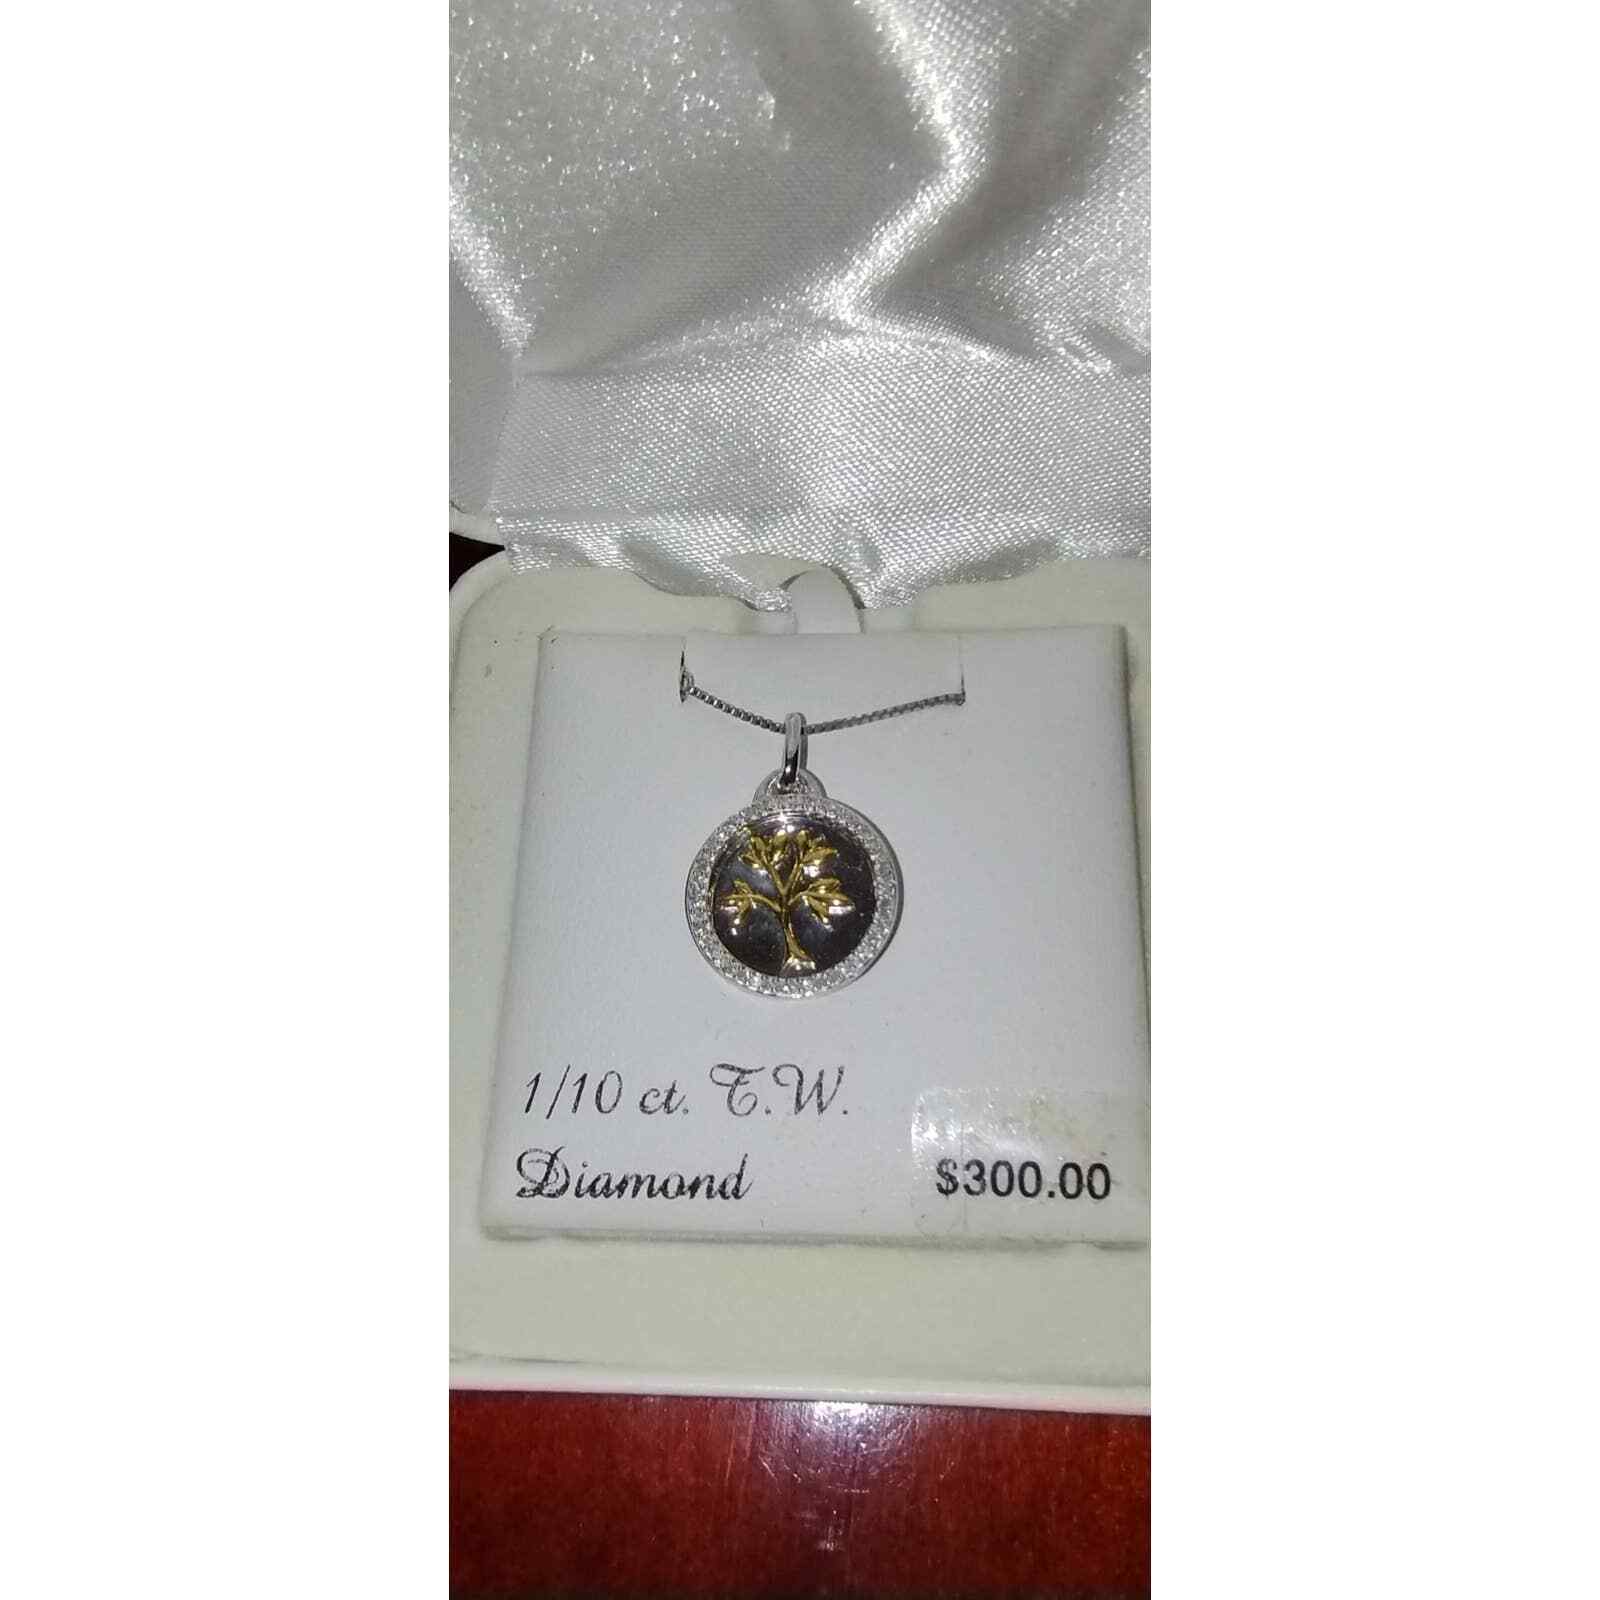 1/10 ct. T.W.
Diamond
$300.00